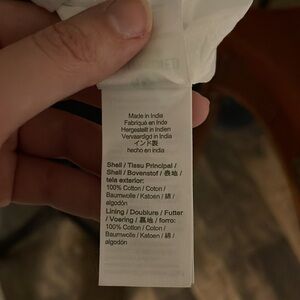 Made in India
Fabriqué en Inde
Hergestellt in Indien
Vervaardigd in India
インド製
hecho en india
Shell / Tissu Principal /
Shell / Bovenstof / 表地 /
tela exterior:
100% Cotton / Coton /
Baumwolle / Katoen / 綿 /
algodón
Lining / Doublure / Futter
/ Voering / 裏地 / forro:
100% Cotton / Coton /
Baumwolle / Katoen / 綿 /
algodón